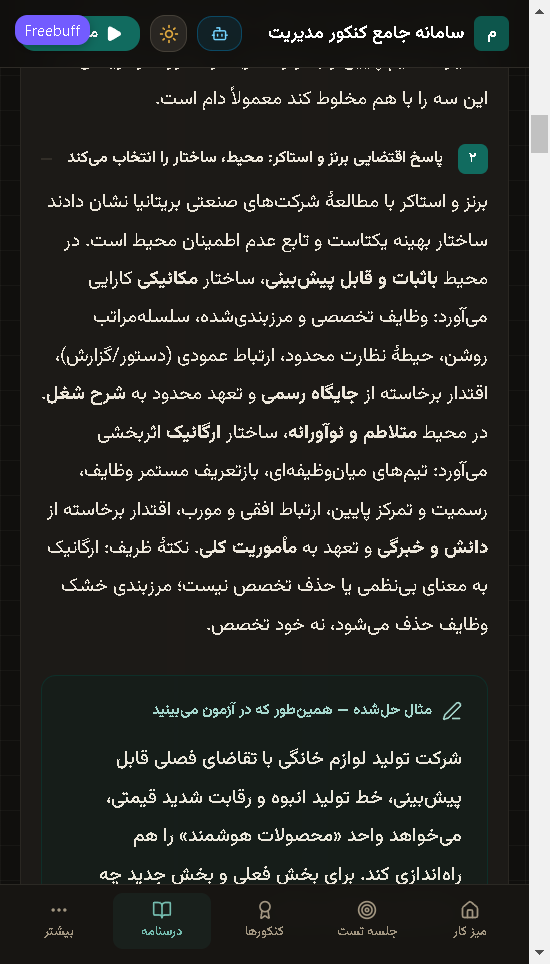 م
سامانه جامع کنکور مدیریت
Freebuff
این سه را با هم مخلوط کند معمولاً دام است.
۲
پاسخ اقتضایی برنز و استاکر: محیط، ساختار را انتخاب می‌کند
برنز و استاکر با مطالعهٔ شرکت‌های صنعتی بریتانیا نشان دادند
ساختار بهینه یکتاست و تابع عدم اطمینان محیط است. در
محیط باثبات و قابل پیش‌بینی، ساختار مکانیکی کارایی
می‌آورد: وظایف تخصصی و مرزبندی‌شده، سلسله‌مراتب
روشن، حیطهٔ نظارت محدود، ارتباط عمودی (دستور/گزارش)،
اقتدار برخاسته از جایگاه رسمی و تعهد محدود به شرح شغل.
در محیط متلاطم و نوآورانه، ساختار ارگانیک اثربخشی
می‌آورد: تیم‌های میان‌وظیفه‌ای، بازتعریف مستمر وظایف،
رسمیت و تمرکز پایین، ارتباط افقی و مورب، اقتدار برخاسته از
دانش و خبرگی و تعهد به مأموریت کلی. نکتهٔ ظریف: ارگانیک
به معنای بی‌نظمی یا حذف تخصص نیست؛ مرزبندی خشک
وظایف حذف می‌شود، نه خود تخصص.
مثال حل‌شده — همین‌طور که در آزمون می‌بینید
شرکت تولید لوازم خانگی با تقاضای فصلی قابل
پیش‌بینی، خط تولید انبوه و رقابت شدید قیمتی،
می‌خواهد واحد «محصولات هوشمند» را هم
راه‌اندازی کند. برای بخش فعلی و بخش جدید چه
میز کار
جلسه تست
کنکورها
درسنامه
بیشتر